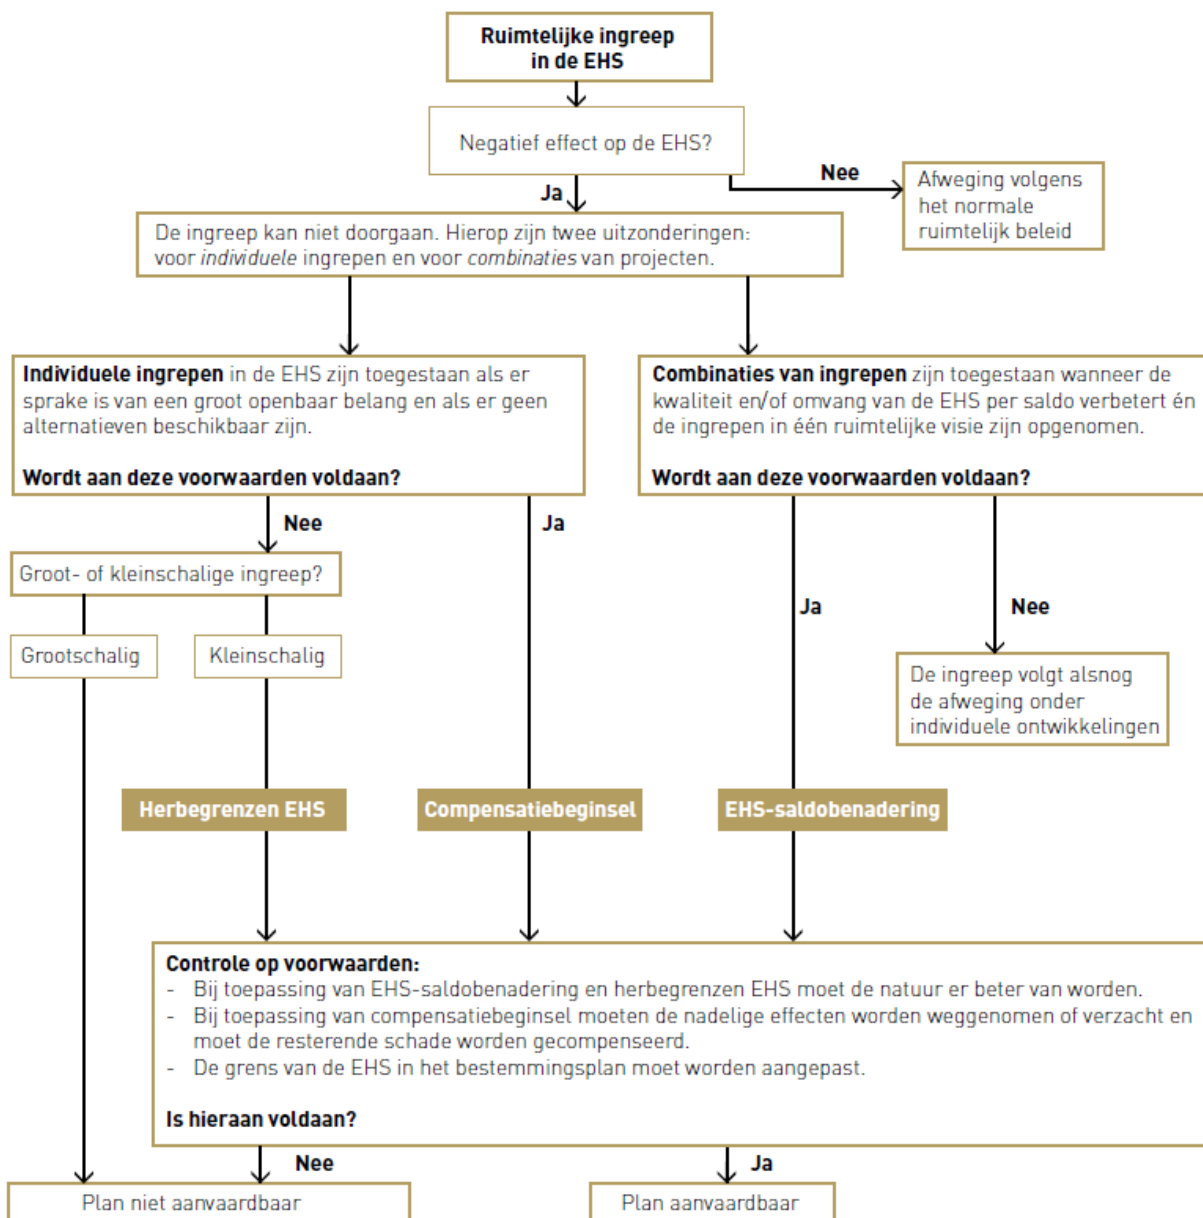 Ruimtelijke ingreep
in de EHS
Negatief effect op de EHS?
Nee
Ja
Afweging volgens
het normale
ruimtelijk beleid
De ingreep kan niet doorgaan. Hierop zijn twee uitzonderingen:
voor individuele ingrepen en voor combinaties van projecten.
Individuele ingrepen in de EHS zijn toegestaan als er
sprake is van een groot openbaar belang en als er geen
alternatieven beschikbaar zijn.
Wordt aan deze voorwaarden voldaan?
Combinaties van ingrepen zijn toegestaan wanneer de
kwaliteit en/of omvang van de EHS per saldo verbetert én
de ingrepen in één ruimtelijke visie zijn opgenomen.
Wordt aan deze voorwaarden voldaan?
Nee
Ja
Groot- of kleinschalige ingreep?
Ja
Nee
Grootschalig
Kleinschalig
De ingreep volgt alsnog
de afweging onder
individuele ontwikkelingen
Herbegrenzen EHS
Compensatiebeginsel
EHS-saldobenadering
Controle op voorwaarden:
- Bij toepassing van EHS-saldobenadering en herbegrenzen EHS moet de natuur er beter van worden.
- Bij toepassing van compensatiebeginsel moeten de nadelige effecten worden weggenomen of verzacht en
moet de resterende schade worden gecompenseerd.
- De grens van de EHS in het bestemmingsplan moet worden aangepast.
Is hieraan voldaan?
Nee
Ja
Plan niet aanvaardbaar
Plan aanvaardbaar